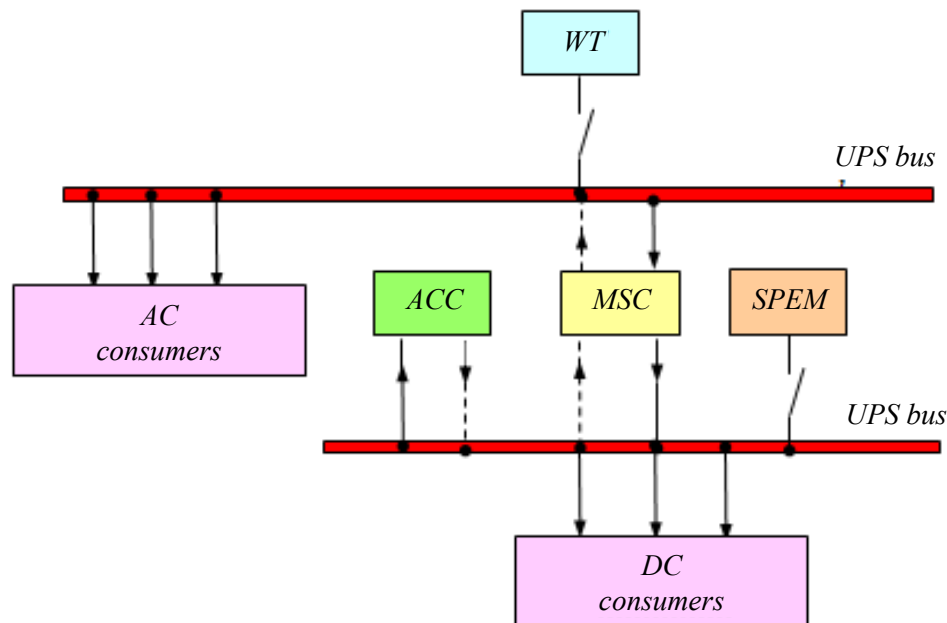 WT
UPS bus
ACC
MSC
SPEM
AC
consumers
UPS bus
DC
consumers